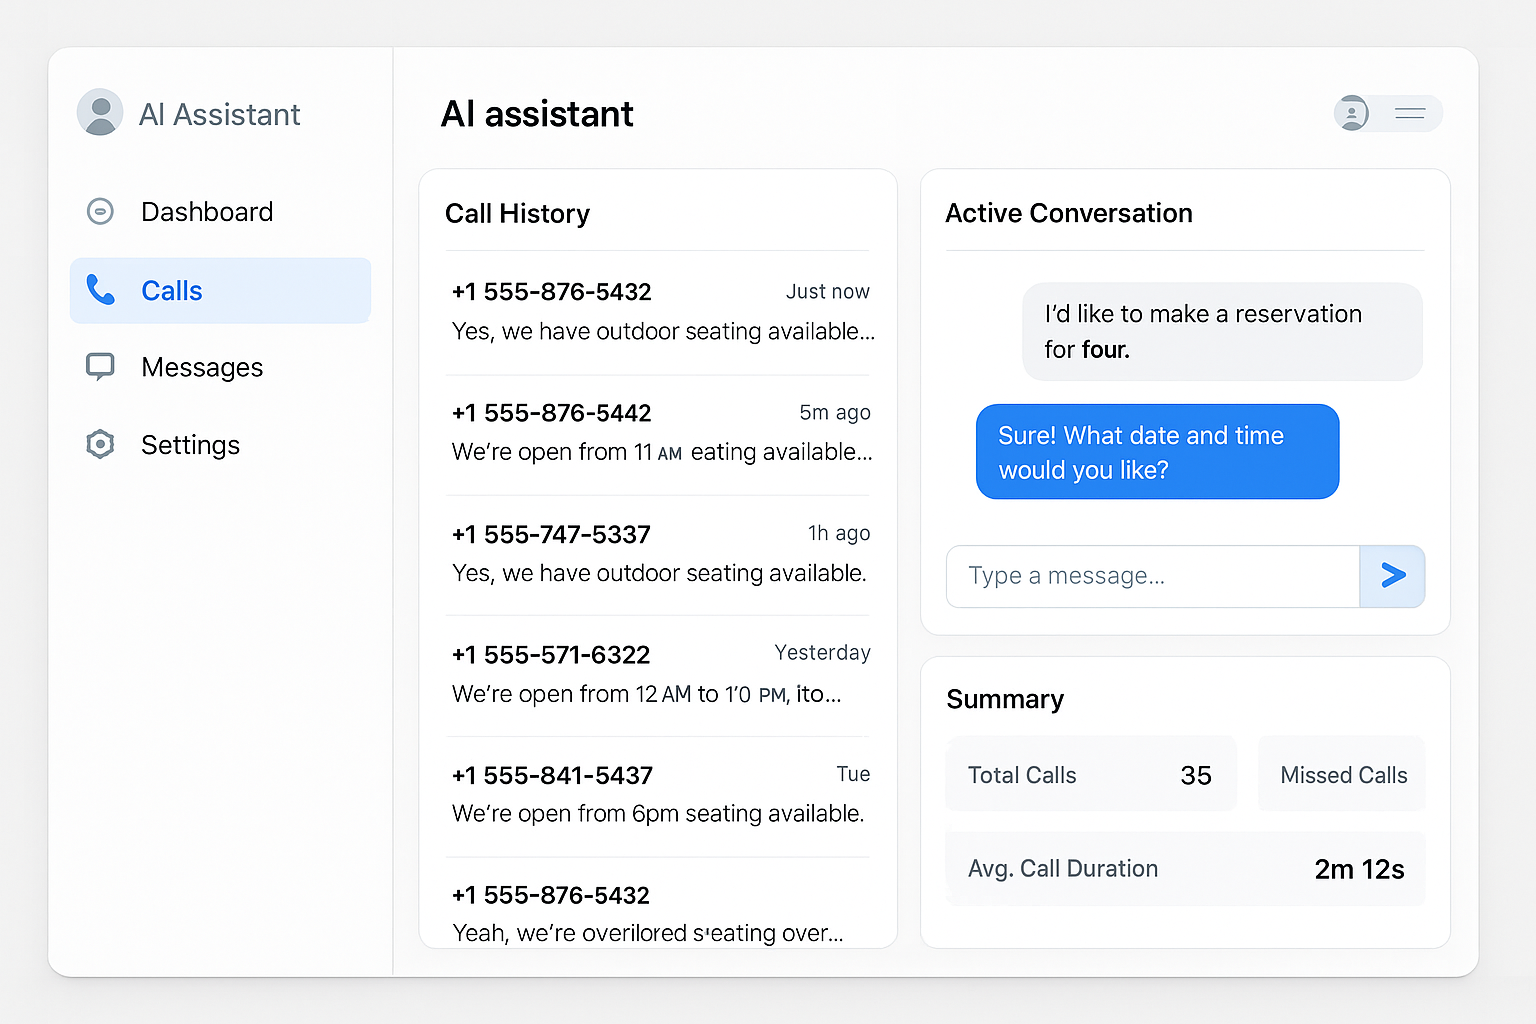 AI Assistant
Dashboard
Calls
Messages
Settings
AI assistant
Call History
+1 555-876-5432 Just now
Yes, we have outdoor seating available...
+1 555-876-5442 5m ago
We're open from 11 AM eating available...
+1 555-747-5337 1h ago
Yes, we have outdoor seating available.
+1 555-571-6322 Yesterday
We're open from 12 AM to 1'0 PM, ito...
+1 555-841-5437 Tue
We're open from 6pm seating available.
+1 555-876-5432
Yeah, we're overilored s'eating over...
Active Conversation
I'd like to make a reservation
for four.
Sure! What date and time
would you like?
Type a message...
Summary
Total Calls 35
Missed Calls
Avg. Call Duration 2m 12s